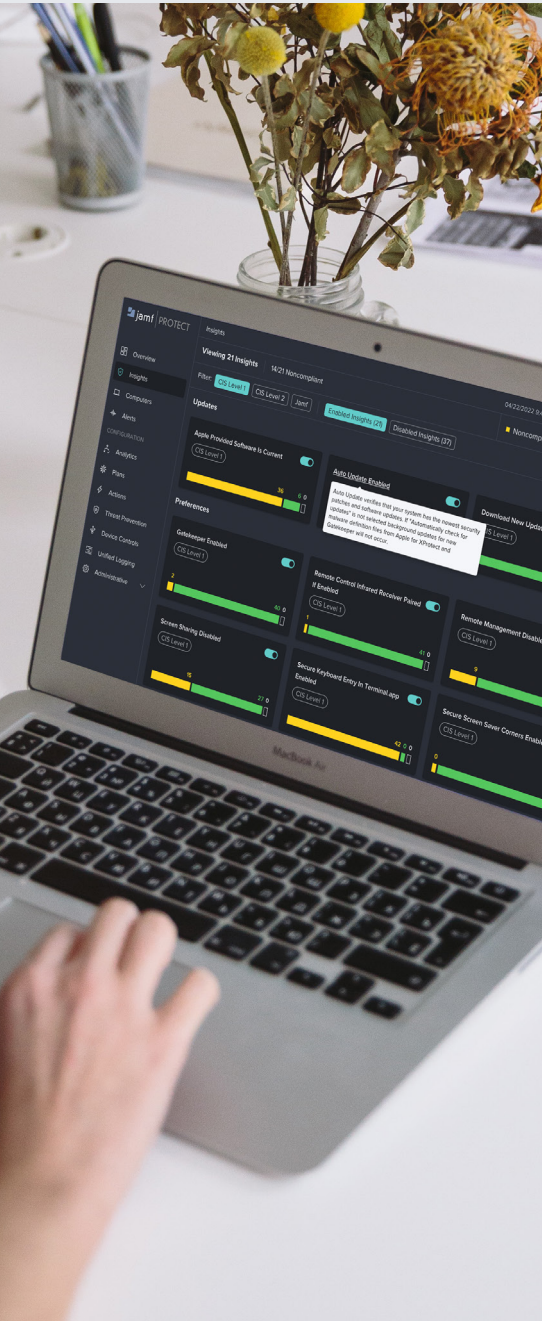 jamf | PROTECT
Insights
04/22/2022 9:4
Viewing 21 Insights
14/21 Noncompliant
Noncomp
Filter:
CIS Level 1
CIS Level 2
Jamf
Enabled Insights (21)
Disabled Insights (37)
Overview
Insights
Computers
Alerts
CONFIGURATION
Analytics
Plans
Actions
Threat Prevention
Device Controls
Unified Logging
Administrative
Updates
Apple Provided Software Is Current
CIS Level 1
36 6 0
Auto Update Enabled
Auto Update verifies that your system has the newest security
patches and software updates. If "Automatically check for
updates" is not selected background updates for new
malware definition files from Apple for XProtect and
Gatekeeper will not occur.
Download New Updat
CIS Level 1
Preferences
Gatekeeper Enabled
CIS Level 1
2
40 0
Remote Control Infrared Receiver Paired
If Enabled
CIS Level 1
1
41 0
Remote Management Disable
CIS Level 1
9
Screen Sharing Disabled
CIS Level 1
15
27 0
Secure Keyboard Entry In Terminal.app
Enabled
CIS Level 1
42 0 0
Secure Screen Saver Corners Enable
CIS Level 1
0
MacBook Air